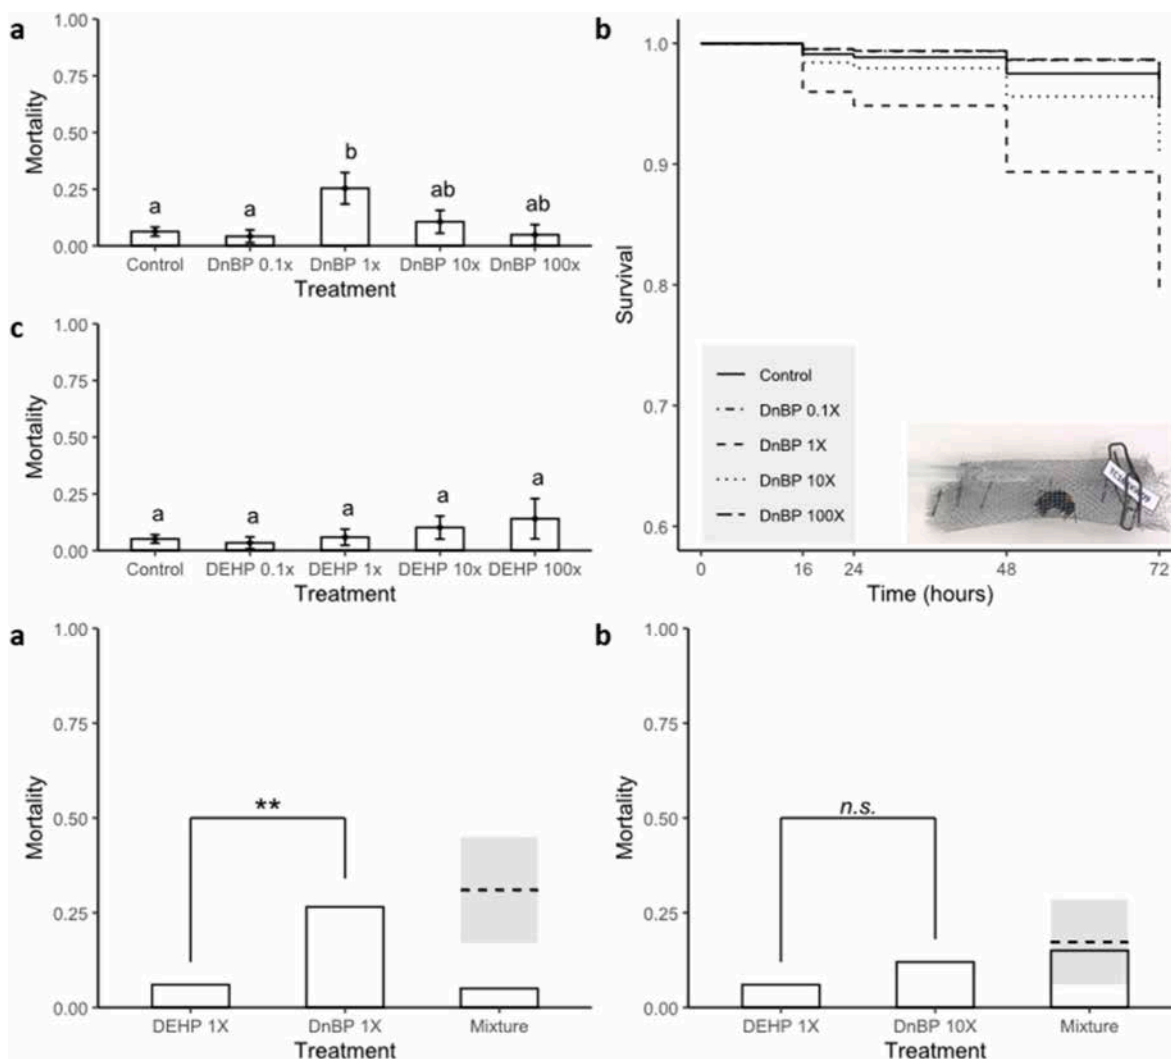 a
1.00
0.75
0.50
0.25
0.00
Mortality
a
a
b
ab
ab
Control
DnBP 0.1x
DnBP 1x
DnBP 10x
DnBP 100x
Treatment
b
1.0
0.9
0.8
0.7
0.6
Survival
Control
DnBP 0.1X
DnBP 1X
DnBP 10X
DnBP 100X
0
16
24
48
72
Time (hours)
c
1.00
0.75
0.50
0.25
0.00
Mortality
a
a
a
a
a
Control
DEHP 0.1x
DEHP 1x
DEHP 10x
DEHP 100x
Treatment
a
1.00
0.75
0.50
0.25
0.00
Mortality
**
DEHP 1X
DnBP 1X
Mixture
Treatment
b
1.00
0.75
0.50
0.25
0.00
Mortality
n.s.
DEHP 1X
DnBP 10X
Mixture
Treatment